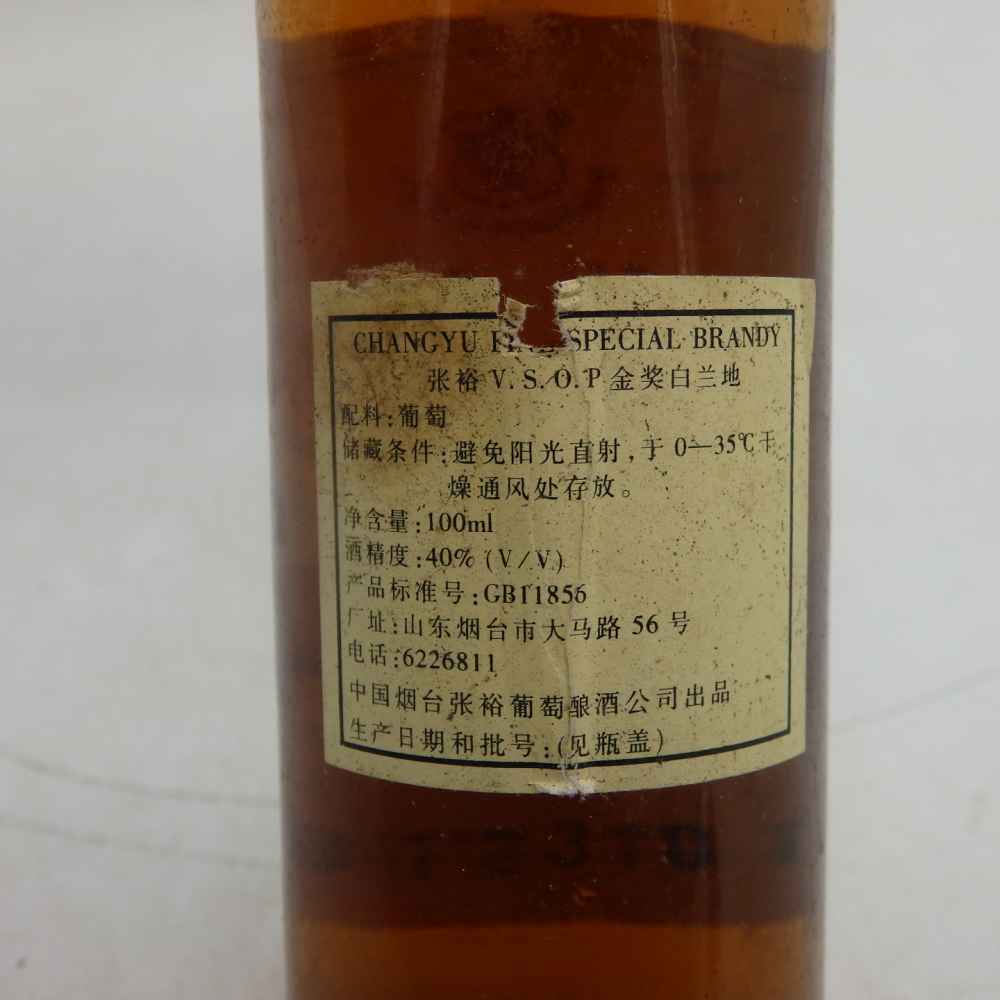 CHANGYU FINE SPECIAL BRANDY
张裕 V.S.O.P 金奖白兰地
配料:葡萄
储藏条件:避免阳光直射,于 0—35℃干
燥通风处存放。
净含量:100ml
酒精度:40% (V/V)
产品标准号:GB11856
厂址:山东烟台市大马路 56 号
电话:6226811
中国烟台张裕葡萄酿酒公司出品
生产日期和批号:(见瓶盖)